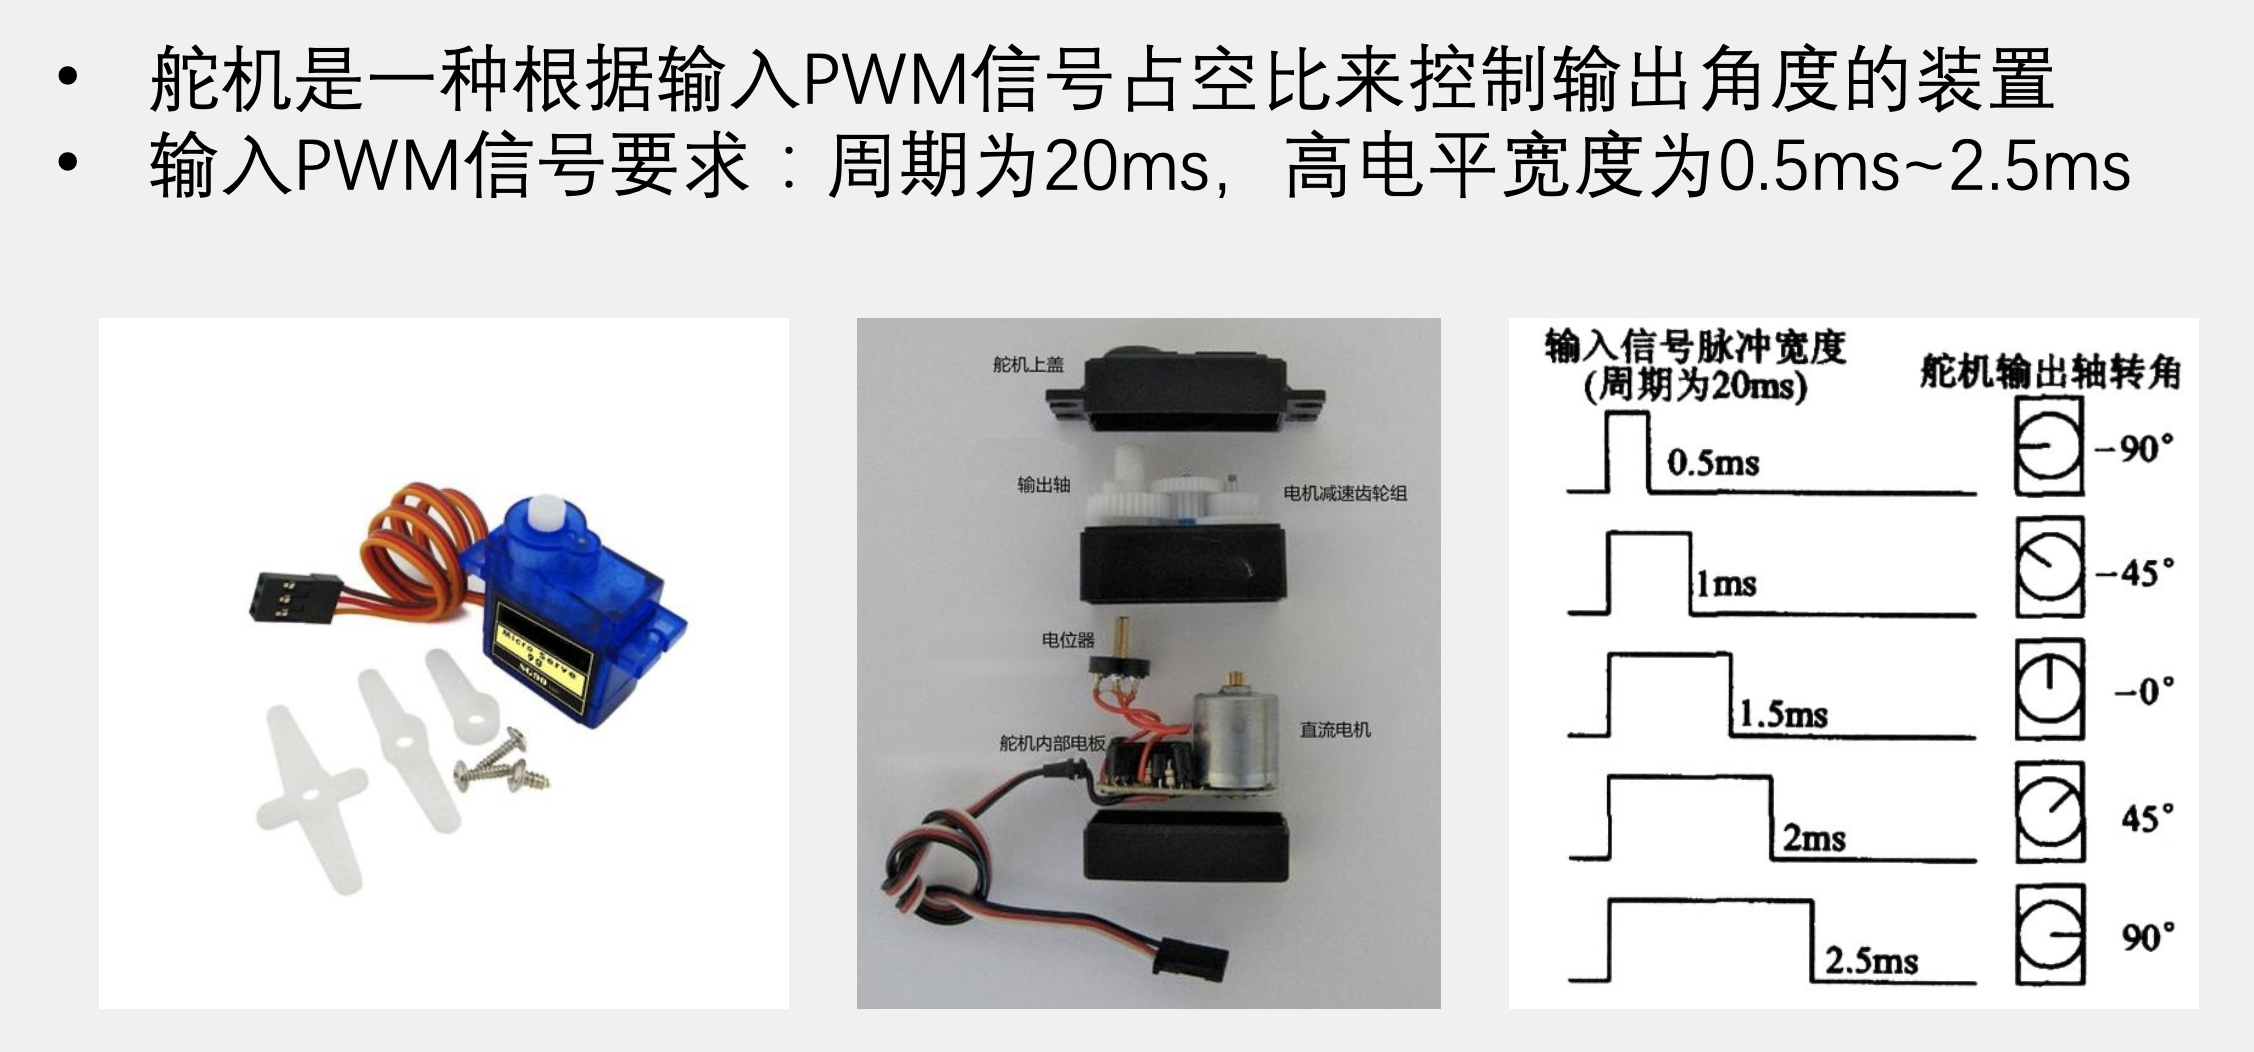 • 舵机是一种根据输入PWM信号占空比来控制输出角度的装置
• 输入PWM信号要求：周期为20ms，高电平宽度为0.5ms~2.5ms
Micro Servo
9g
SG90
舵机上盖
输出轴
电机减速齿轮组
电位器
直流电机
舵机内部电板
输入信号脉冲宽度
(周期为20ms)
舵机输出轴转角
0.5ms
−90°
1ms
−45°
1.5ms
−0°
2ms
45°
2.5ms
90°